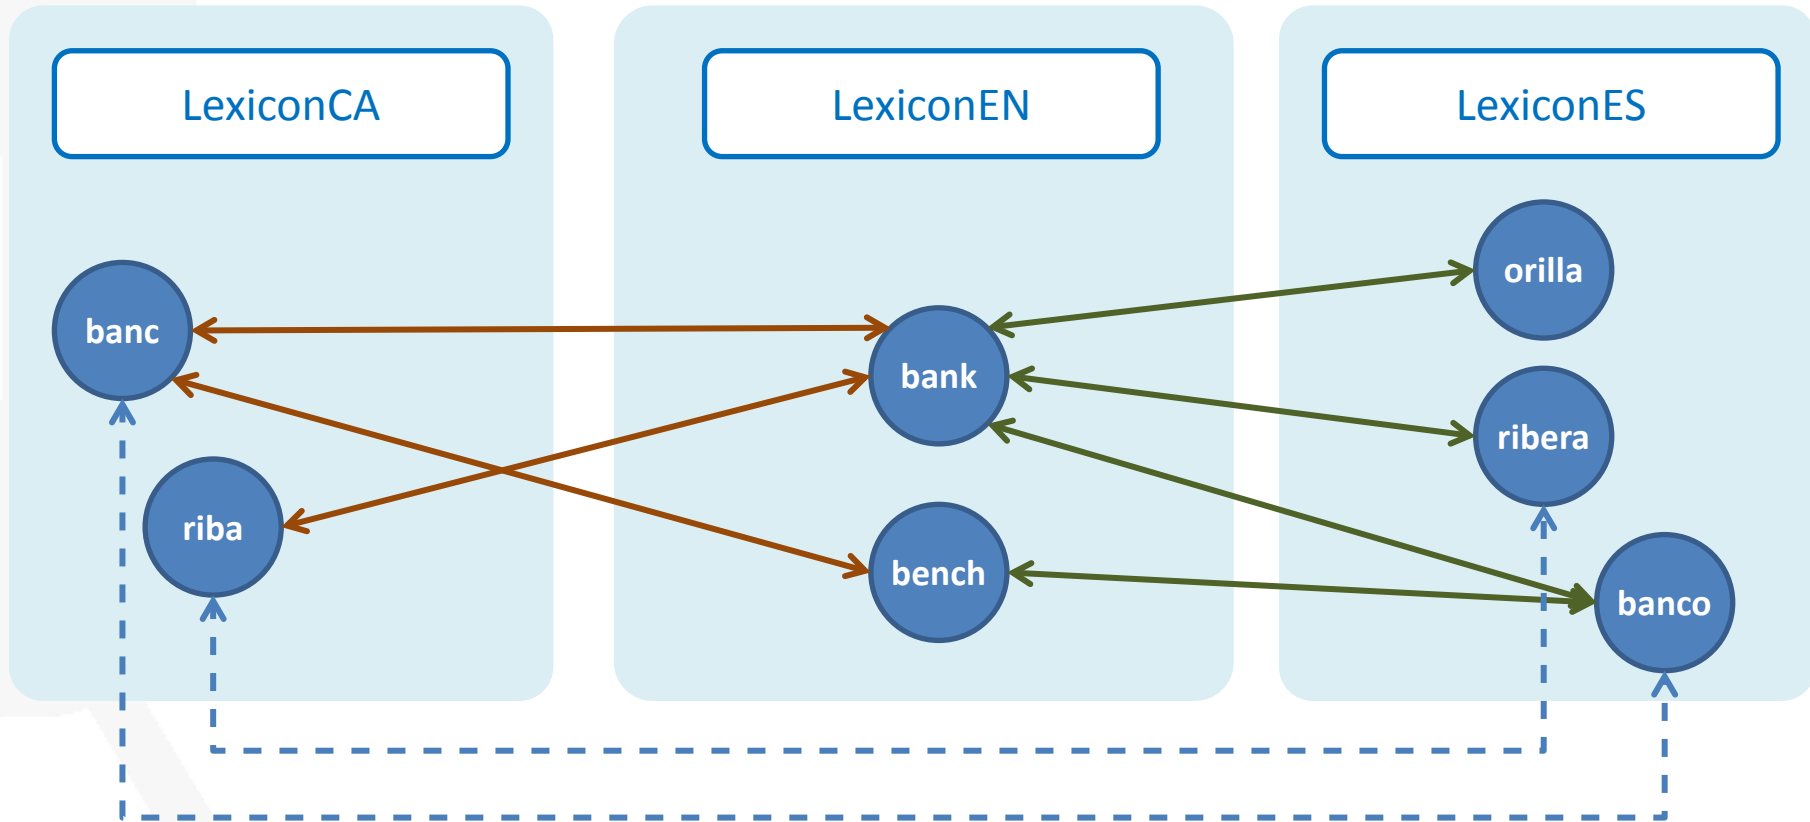 LexiconCA
LexiconEN
LexiconES
banc
riba
bank
bench
orilla
ribera
banco